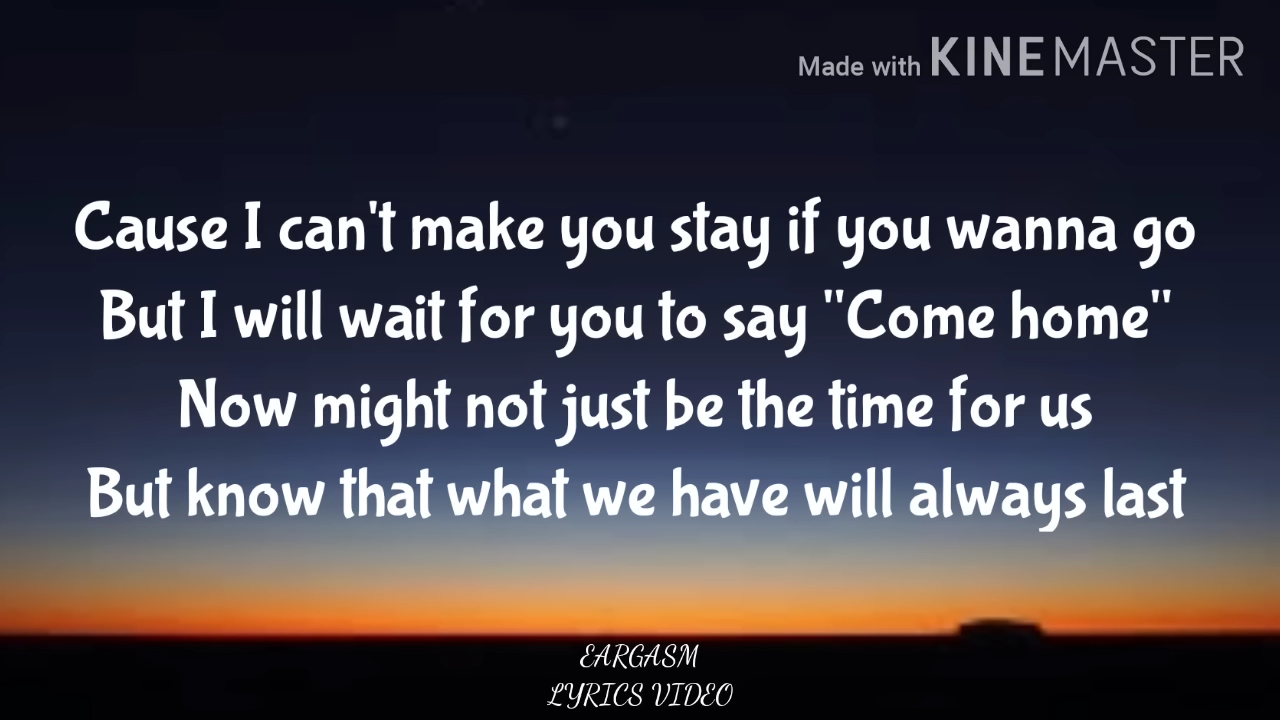 Made with KINEMASTER
Cause I can't make you stay if you wanna go
But I will wait for you to say "Come home"
Now might not just be the time for us
But know that what we have will always last
EARGASM
LYRICS VIDEO